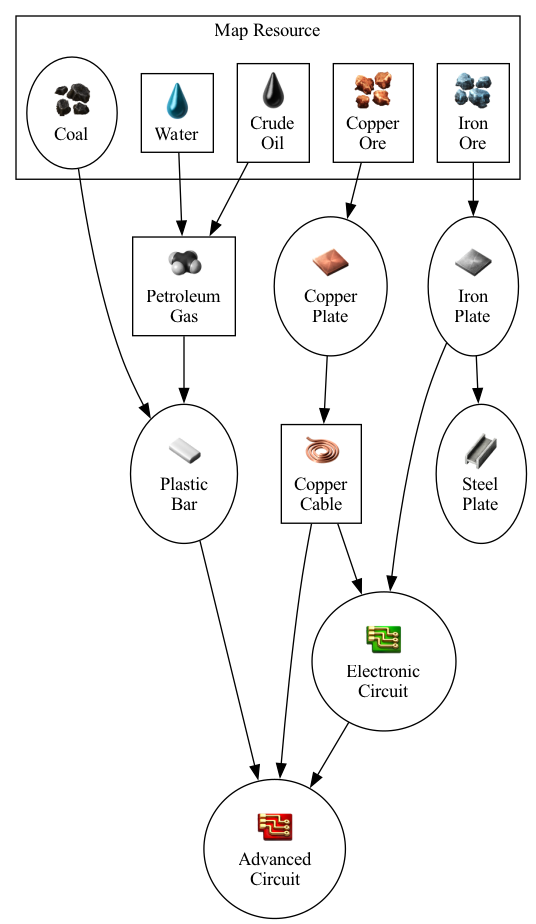 Map Resource
Coal
Water
Crude
Oil
Copper
Ore
Iron
Ore
Petroleum
Gas
Copper
Plate
Iron
Plate
Plastic
Bar
Copper
Cable
Steel
Plate
Electronic
Circuit
Advanced
Circuit